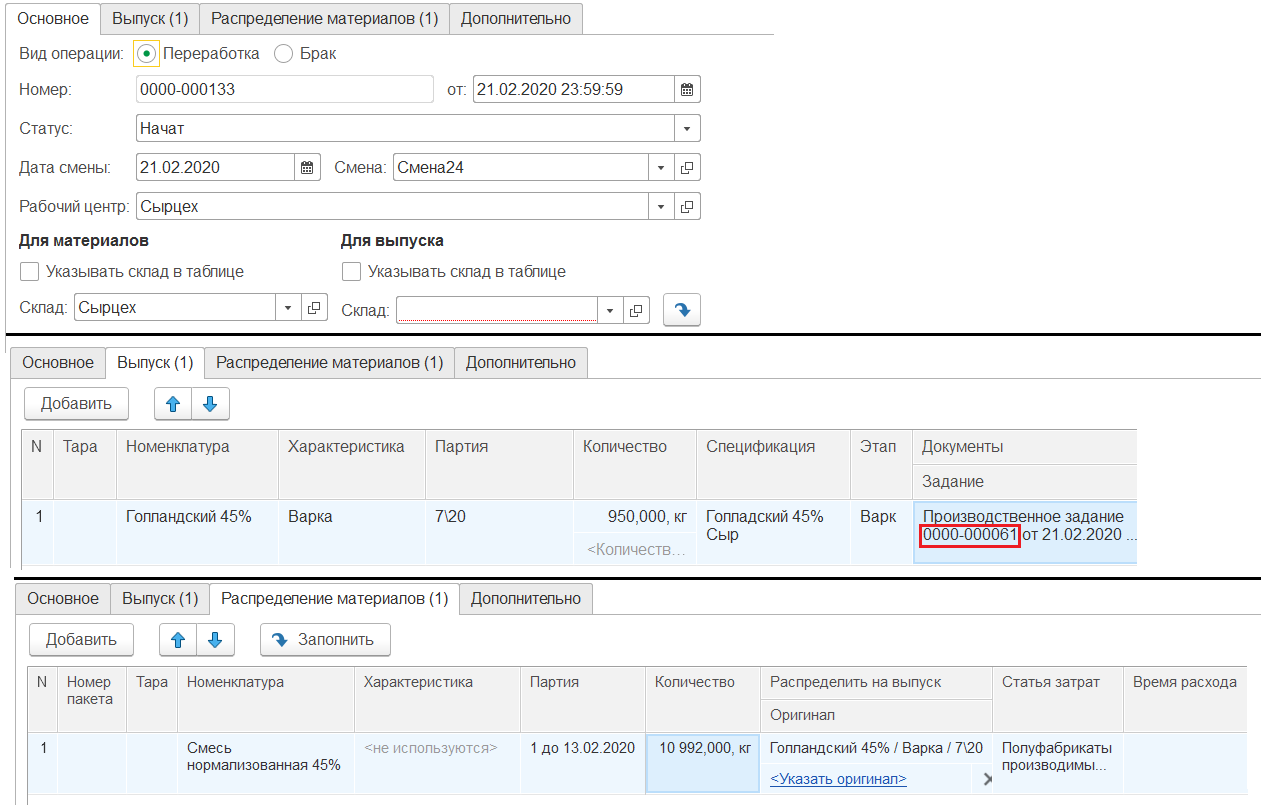 Основное Выпуск (1) Распределение материалов (1) Дополнительно
Вид операции: Переработка Брак
Номер: 0000-000133 от: 21.02.2020 23:59:59
Статус: Начат
Дата смены: 21.02.2020 Смена: Смена24
Рабочий центр: Сырцех
Для материалов Для выпуска
Указывать склад в таблице Указывать склад в таблице
Склад: Сырцех Склад:
Основное Выпуск (1) Распределение материалов (1) Дополнительно
Добавить
N Тара Номенклатура Характеристика Партия Количество Спецификация Этап Документы
Задание
1 Голландский 45% Варка 7\20 950,000, кг Голладский 45% Варк Производственное задание
Сыр 0000-000061 от 21.02.2020 ...
<Количеств...
Основное Выпуск (1) Распределение материалов (1) Дополнительно
Добавить Заполнить
N Номер Тара Номенклатура Характеристика Партия Количество Распределить на выпуск Статья затрат Время расхода
пакета
Оригинал
1 Смесь <не используются> 1 до 13.02.2020 10 992,000, кг Голландский 45% / Варка / 7\20 Полуфабрикаты
нормализованная 45% производимы...
<Указать оригинал>